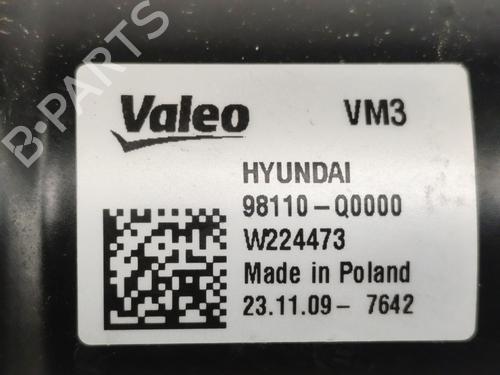 B-PARTS
Valeo VM3
HYUNDAI
98110-Q0000
W224473
Made in Poland
23.11.09- 7642